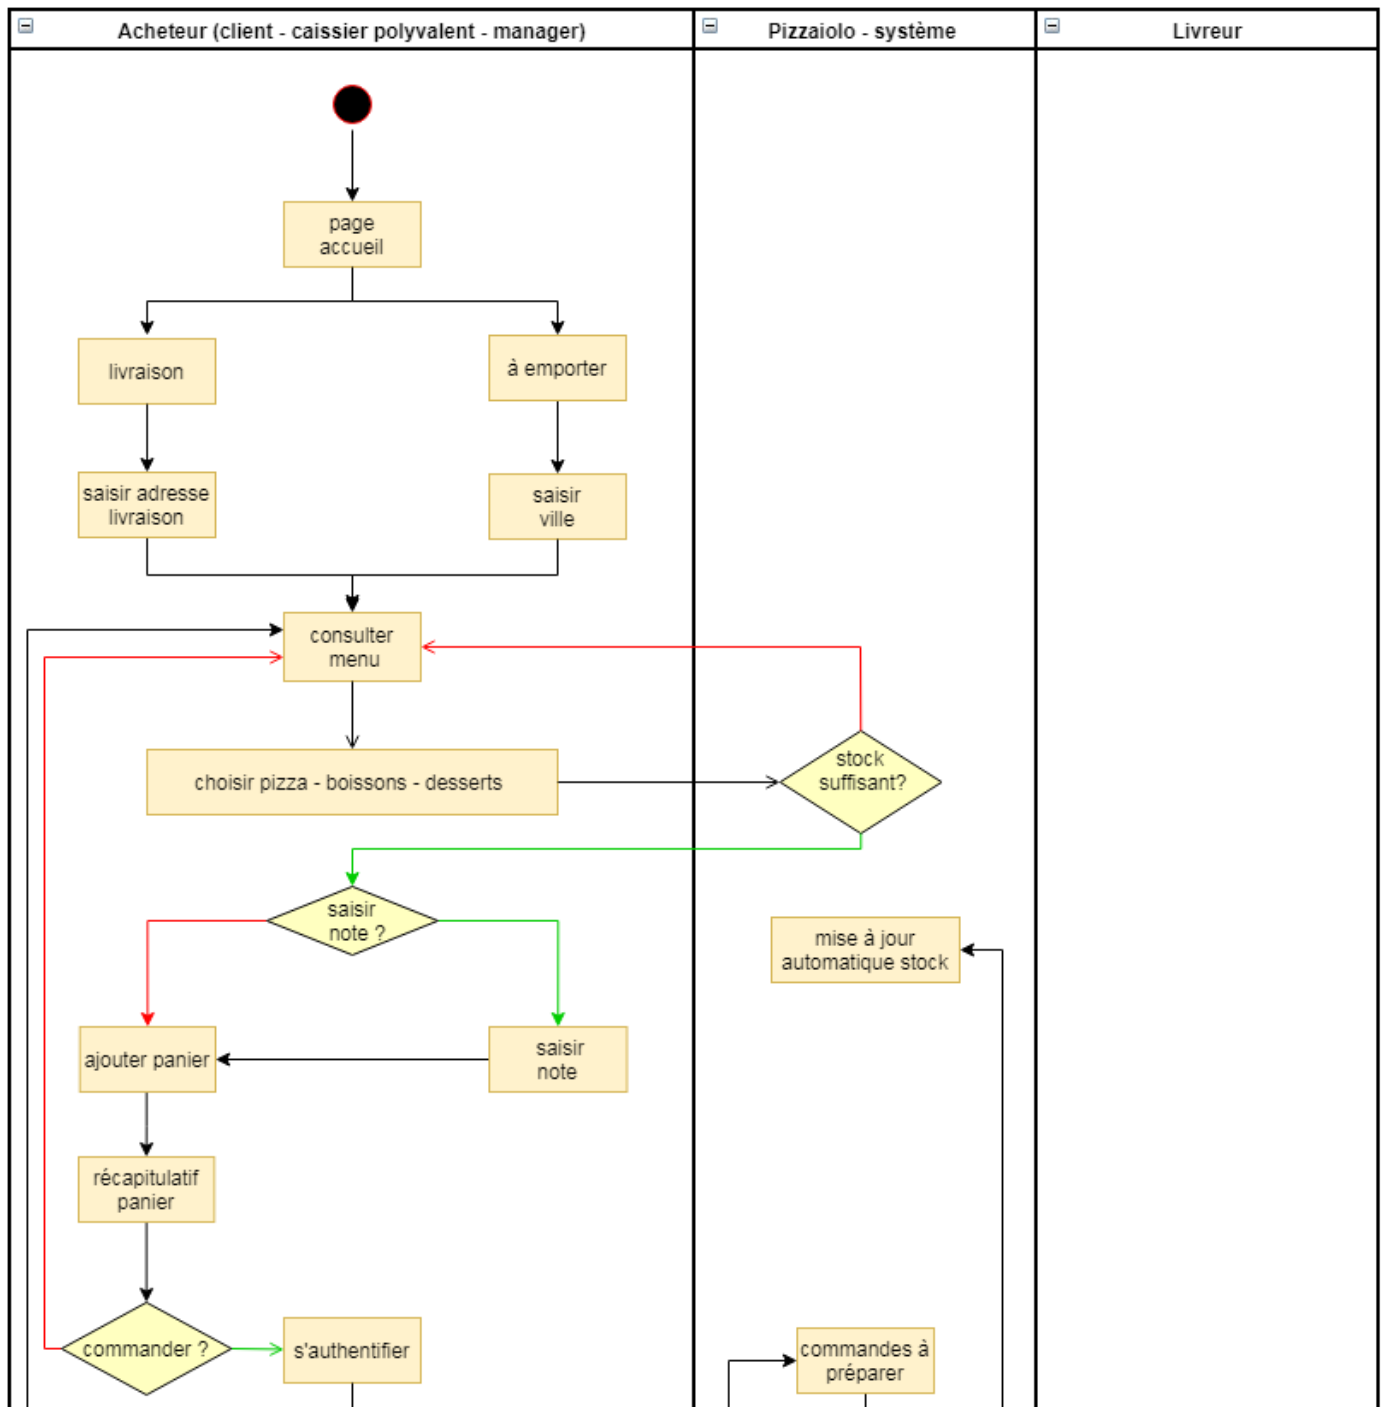 Acheteur (client - caissier polyvalent - manager)
Pizzaiolo - système
Livreur
page
accueil
livraison
à emporter
saisir adresse
livraison
saisir
ville
consulter
menu
choisir pizza - boissons - desserts
stock
suffisant?
saisir
note ?
mise à jour
automatique stock
ajouter panier
saisir
note
récapitulatif
panier
commander ?
s'authentifier
commandes à
préparer